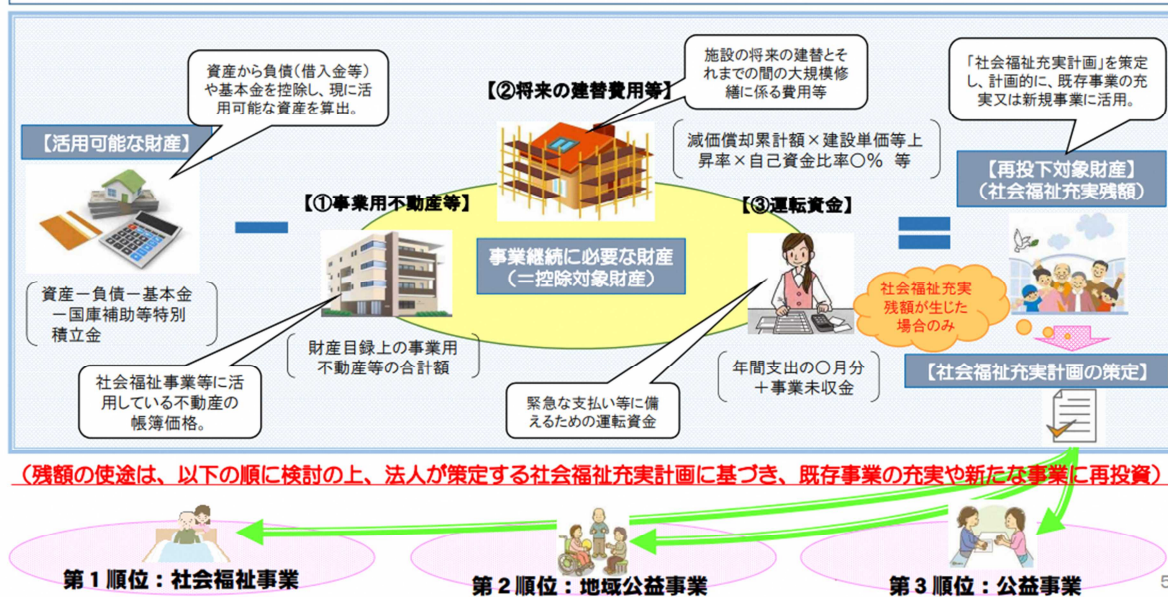 資産から負債（借入金等）
や基本金を控除し、現に活
用可能な資産を算出。
【活用可能な財産】
資産－負債－基本金
－国庫補助等特別
積立金
【①事業用不動産等】
財産目録上の事業用
不動産等の合計額
社会福祉事業等に活
用している不動産の
帳簿価格。
【②将来の建替費用等】
施設の将来の建替とそ
れまでの間の大規模修
繕に係る費用等
減価償却累計額×建設単価等上
昇率×自己資金比率○％ 等
事業継続に必要な財産
（＝控除対象財産）
【③運転資金】
年間支出の○月分
＋事業未収金
緊急な支払い等に備
えるための運転資金
「社会福祉充実計画」を策定
し、計画的に、既存事業の充
実又は新規事業に活用。
【再投下対象財産】
（社会福祉充実残額）
社会福祉充実
残額が生じた
場合のみ
【社会福祉充実計画の策定】
（残額の使途は、以下の順に検討の上、法人が策定する社会福祉充実計画に基づき、既存事業の充実や新たな事業に再投資）
第１順位：社会福祉事業
第２順位：地域公益事業
第３順位：公益事業
5